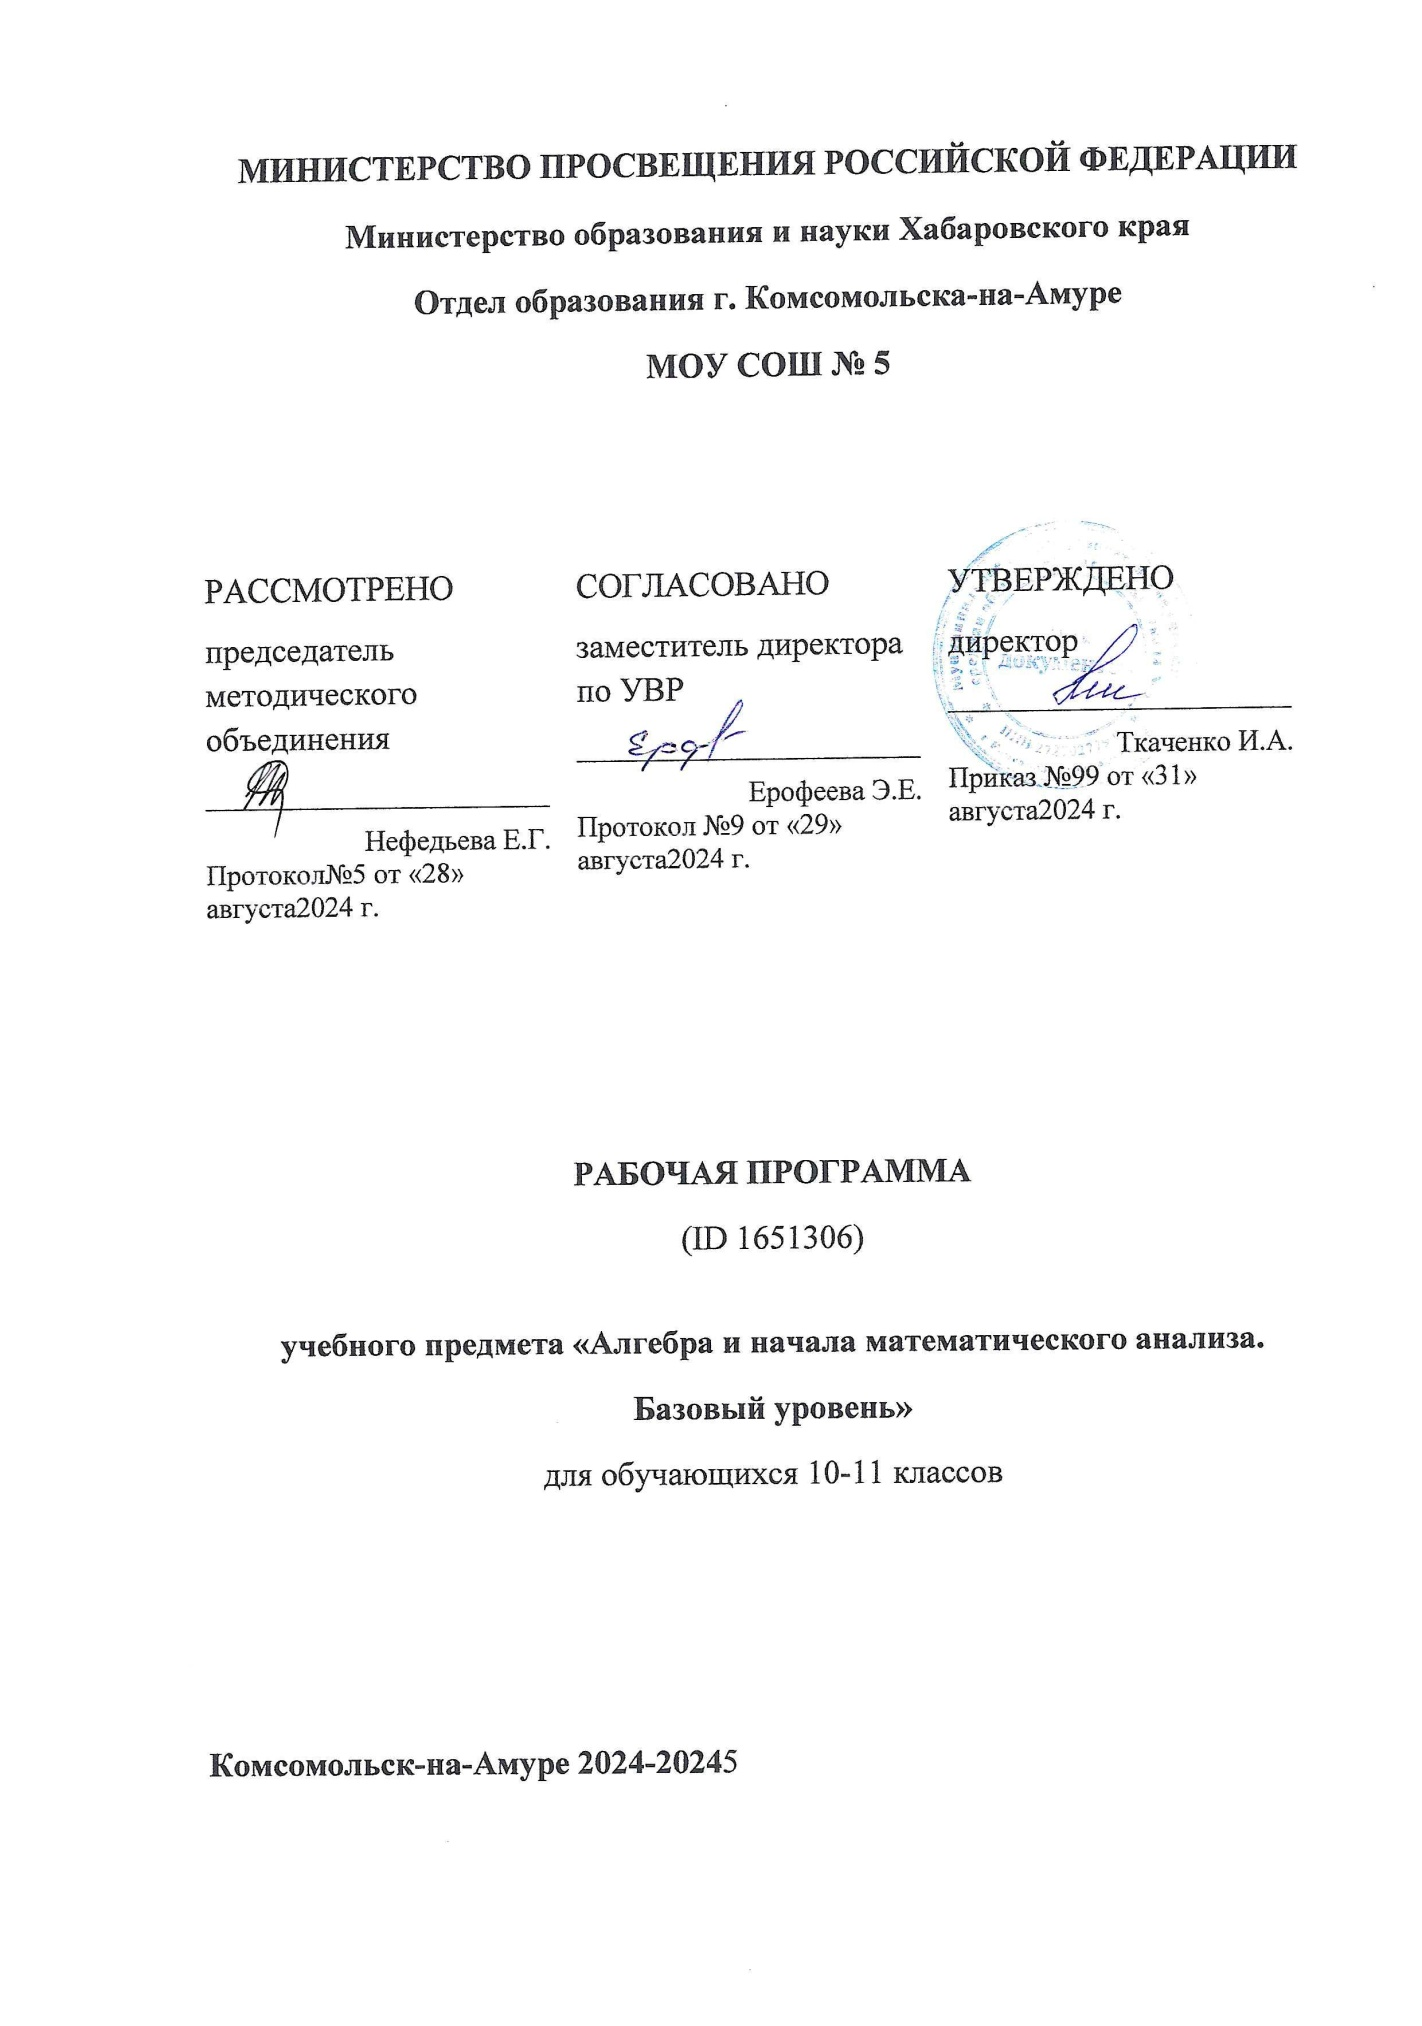 МИНИСТЕРСТВО ПРОСВЕЩЕНИЯ РОССИЙСКОЙ ФЕДЕРАЦИИ
Министерство образования и науки Хабаровского края
Отдел образования г. Комсомольска-на-Амуре
МОУ СОШ № 5
РАССМОТРЕНО
председатель
методического
объединения
Нефедьева Е.Г.
Протокол№5 от «28»
августа2024 г.
СОГЛАСОВАНО
заместитель директора
по УВР
Ерофеева Э.Е.
Протокол №9 от «29»
августа2024 г.
УТВЕРЖДЕНО
директор
Ткаченко И.А.
Приказ №99 от «31»
августа2024 г.
РАБОЧАЯ ПРОГРАММА
(ID 1651306)
учебного предмета «Алгебра и начала математического анализа.
Базовый уровень»
для обучающихся 10-11 классов
Комсомольск-на-Амуре 2024-20245